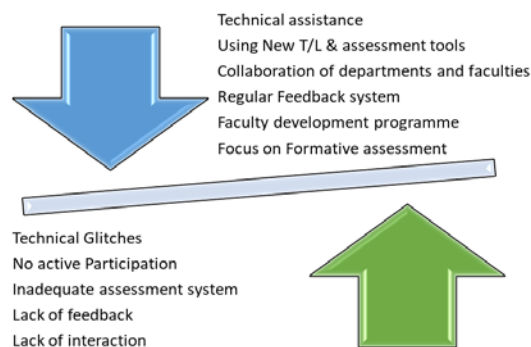 Technical assistance
Using New T/L & assessment tools
Collaboration of departments and faculties
Regular Feedback system
Faculty development programme
Focus on Formative assessment
Technical Glitches
No active Participation
Inadequate assessment system
Lack of feedback
Lack of interaction